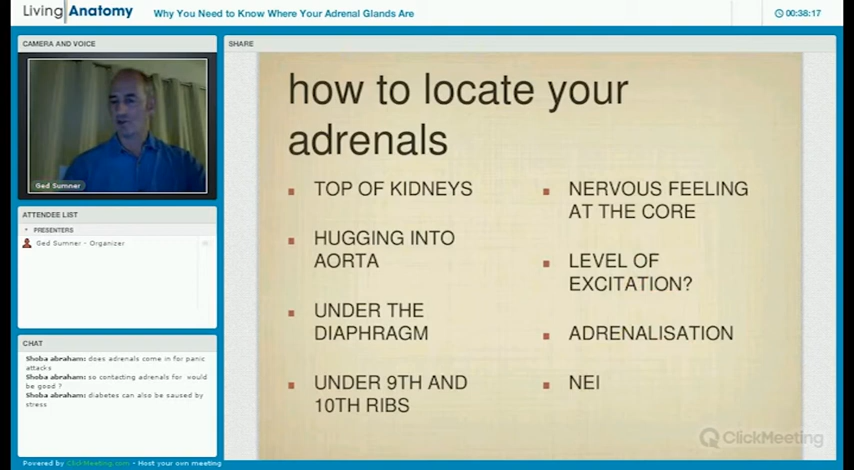 Living Anatomy
Why You Need to Know Where Your Adrenal Glands Are
00:38:17
CAMERA AND VOICE
Ged Sumner
ATTENDEE LIST
PRESENTERS
Ged Sumner - Organizer
CHAT
Shoba abraham: does adrenals come in for panic
attacks
Shoba abraham: so contacting adrenals for would
be good ?
Shoba abraham: diabetes can also be saused by
stress
SHARE
how to locate your
adrenals
TOP OF KIDNEYS
HUGGING INTO
AORTA
UNDER THE
DIAPHRAGM
UNDER 9TH AND
10TH RIBS
NERVOUS FEELING
AT THE CORE
LEVEL OF
EXCITATION?
ADRENALISATION
NEI
ClickMeeting
Powered by ClickMeeting.com - Host your own meeting